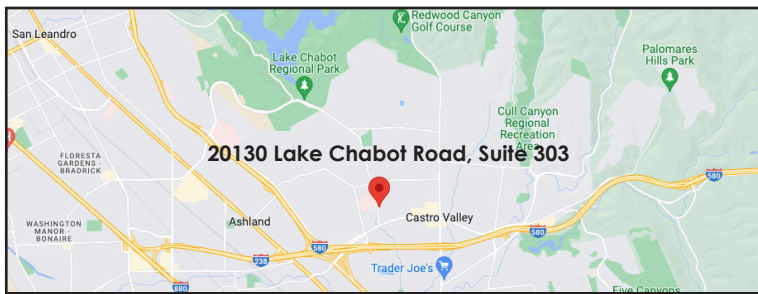 Redwood Canyon
Golf Course
San Leandro
Palomares
Hills Park
Lake Chabot
Regional Park
Cull Canyon
Regional
Recreation
Area
20130 Lake Chabot Road, Suite 303
FLORESTA
GARDENS -
BRADRICK
580
WASHINGTON
MANOR -
BONAIRE
Ashland
Castro Valley
580
580
580
238
Trader Joe's
880
Five Canyons